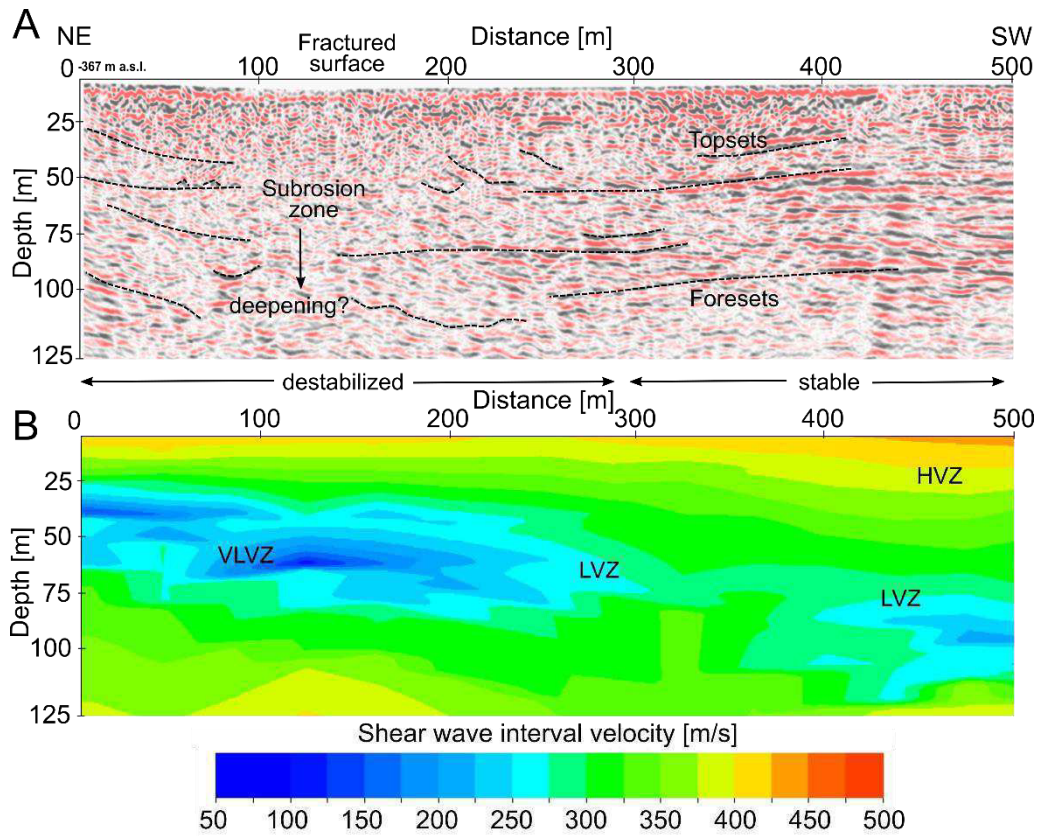 A
NE
Fractured
surface
Distance [m]
SW
0 -367 m a.s.l. 100 200 300 400 500
Depth [m]
25
50
75
100
125
Topsets
Subrosion
zone
deepening?
Foresets
destabilized
stable
B
Distance [m]
0 100 200 300 400 500
Depth [m]
25
50
75
100
125
HVZ
VLVZ
LVZ
LVZ
Shear wave interval velocity [m/s]
50 100 150 200 250 300 350 400 450 500